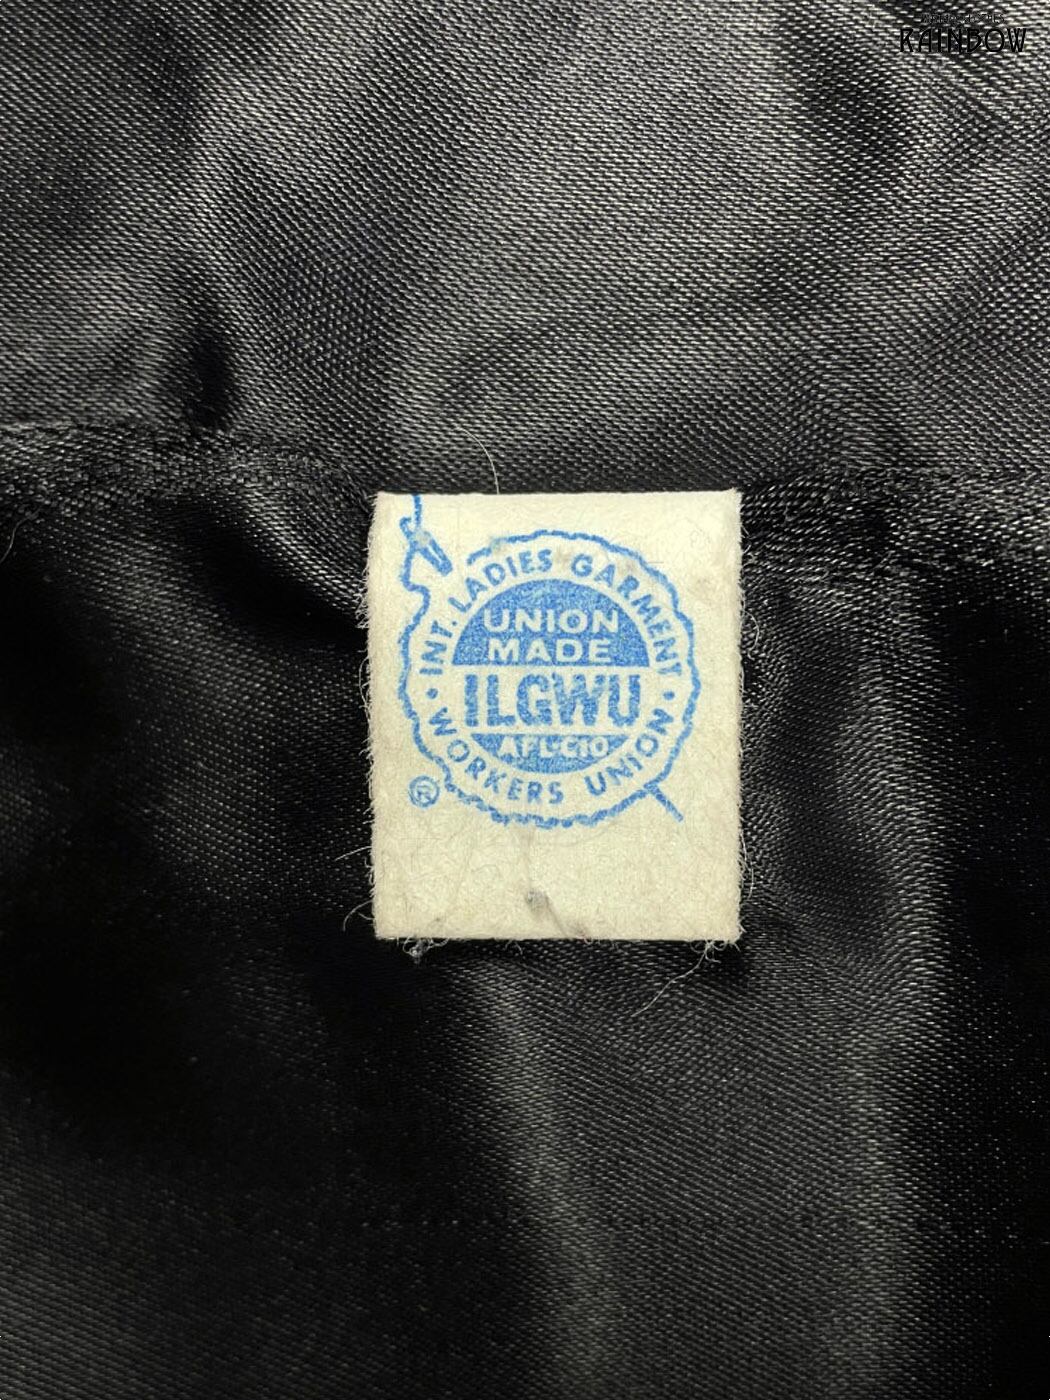 RAINBOW
INT. LADIES GARMENT
UNION
MADE
ILGWU
AFL-CIO
· WORKERS UNION ·
®